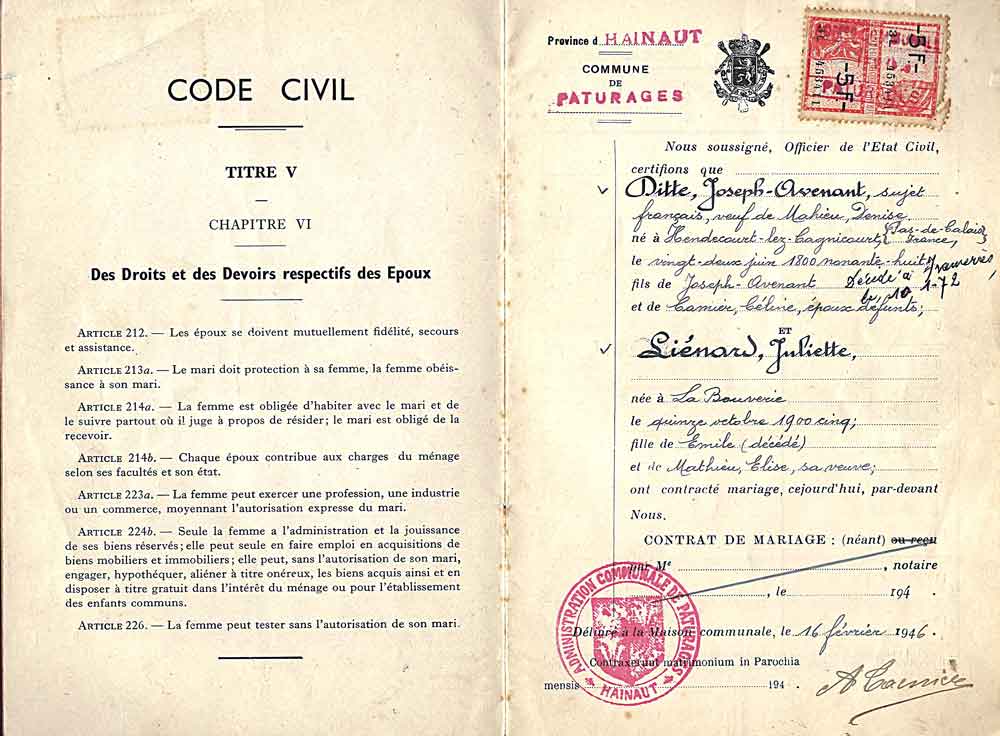 CODE CIVIL
TITRE V
CHAPITRE VI
Des Droits et des Devoirs respectifs des Epoux
ARTICLE 212. — Les époux se doivent mutuellement fidélité, secours
et assistance.
ARTICLE 213a. — Le mari doit protection à sa femme, la femme obéis-
sance à son mari.
ARTICLE 214a. — La femme est obligée d'habiter avec le mari et de
le suivre partout où il juge à propos de résider; le mari est obligé de la
recevoir.
ARTICLE 214b. — Chaque époux contribue aux charges du ménage
selon ses facultés et son état.
ARTICLE 223a. — La femme peut exercer une profession, une industrie
ou un commerce, moyennant l'autorisation expresse du mari.
ARTICLE 224b. — Seule la femme a l'administration et la jouissance
de ses biens réservés; elle peut seule en faire emploi en acquisitions de
biens mobiliers et immobiliers; elle peut, sans l'autorisation de son mari,
engager, hypothéquer, aliéner à titre onéreux, les biens acquis ainsi et en
disposer à titre gratuit dans l'intérêt du ménage ou pour l'établissement
des enfants communs.
ARTICLE 226. — La femme peut tester sans l'autorisation de son mari.
Province d HAINAUT
COMMUNE
DE
PATURAGES
-5 F-
-5 F-
Nous soussigné, Officier de l'Etat Civil,
certifions que
Ditte, Joseph-Avenant, sujet
français, veuf de Mahieu, Denise
né à Hendecourt-lez-Cagnicourt, (Pas-de-Calais
France,)
le vingt-deux juin 1800 nonante-huit,
fils de Joseph-Avenant Décédé à
1-72
et de Carnier, Céline, époux défunts;
ET
Liénard, Juliette,
née à La Bouverie
le quinze octobre 1900 cinq;
fille de Emile (décédé)
et de Mathieu, Elise, sa veuve;
ont contracté mariage, cejourd'hui, par-devant
Nous.
CONTRAT DE MARIAGE : (néant) ou reçu
par Me , notaire
, le 194 .
Délivré à la Maison communale, le 16 février 1946.
Contraxerunt matrimonium in Parochia
mensis 194 .
ADMINISTRATION COMMUNALE DE PATURAGES
HAINAUT